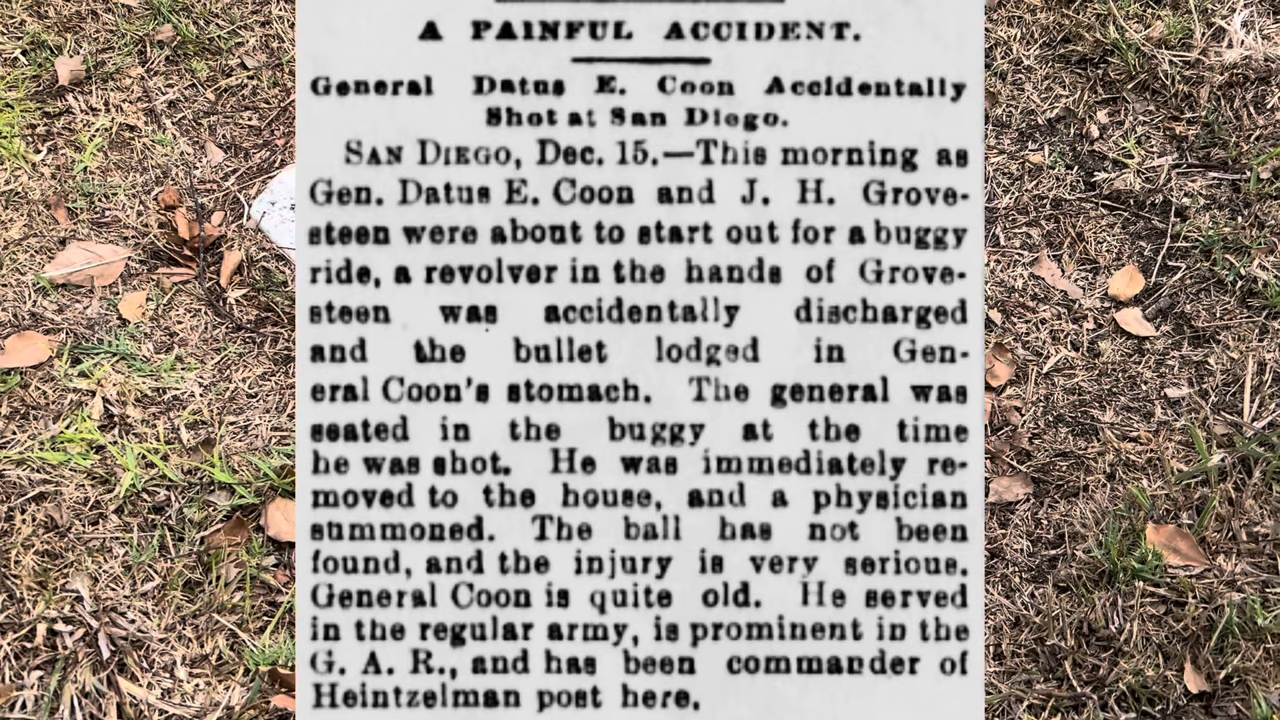 A PAINFUL ACCIDENT.
General Datus E. Coon Accidentally
Shot at San Diego.
SAN DIEGO, Dec. 15.—This morning as
Gen. Datus E. Coon and J. H. Grove-
steen were about to start out for a buggy
ride, a revolver in the hands of Grove-
steen was accidentally discharged
and the bullet lodged in Gen-
eral Coon's stomach. The general was
seated in the buggy at the time
he was shot. He was immediately re-
moved to the house, and a physician
summoned. The ball has not been
found, and the injury is very serious.
General Coon is quite old. He served
in the regular army, is prominent in the
G. A. R., and has been commander of
Heintzelman post here.